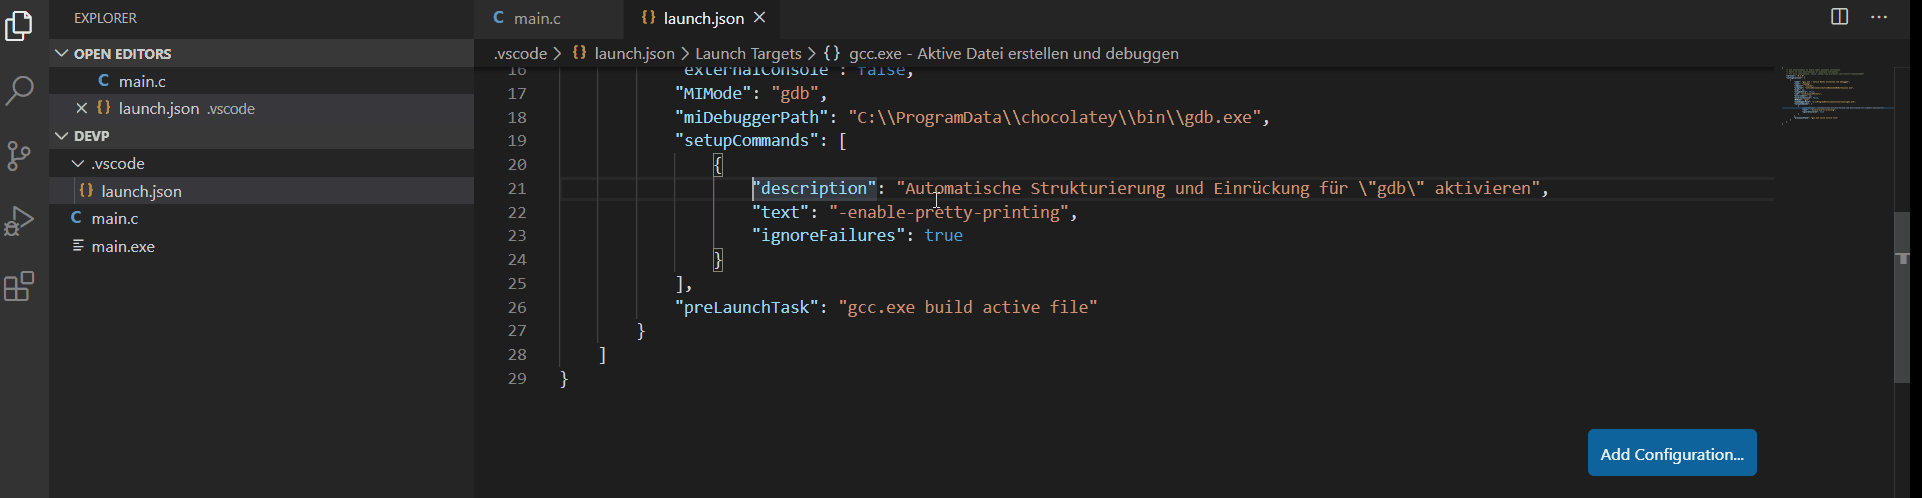 EXPLORER
OPEN EDITORS
main.c
launch.json .vscode
DEVP
.vscode
launch.json
main.c
main.exe
main.c
launch.json
.vscode > launch.json > Launch Targets > {} gcc.exe - Aktive Datei erstellen und debuggen
16 "externalConsole": false,
17 "MIMode": "gdb",
18 "miDebuggerPath": "C:\\ProgramData\\chocolatey\\bin\\gdb.exe",
19 "setupCommands": [
20 {
21 "description": "Automatische Strukturierung und Einrückung für \"gdb\" aktivieren",
22 "text": "-enable-pretty-printing",
23 "ignoreFailures": true
24 }
25 ],
26 "preLaunchTask": "gcc.exe build active file"
27 }
28 ]
29 }
Add Configuration...